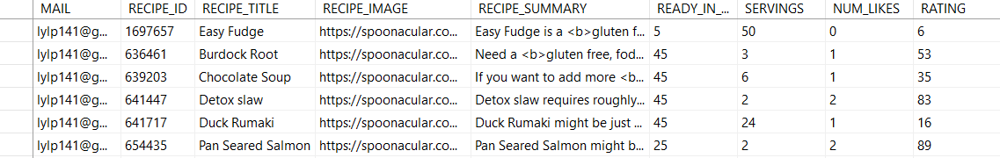 MAIL RECIPE_ID RECIPE_TITLE RECIPE_IMAGE RECIPE_SUMMARY READY_IN_... SERVINGS NUM_LIKES RATING
lylp141@g... 1697657 Easy Fudge https://spoonacular.co... Easy Fudge is a <b>gluten f... 5 50 0 6
lylp141@g... 636461 Burdock Root https://spoonacular.co... Need a <b>gluten free, fod... 45 3 1 53
lylp141@g... 639203 Chocolate Soup https://spoonacular.co... If you want to add more <b... 45 6 1 35
lylp141@g... 641447 Detox slaw https://spoonacular.co... Detox slaw requires roughly... 45 2 2 83
lylp141@g... 641717 Duck Rumaki https://spoonacular.co... Duck Rumaki might be just ... 45 24 1 16
lylp141@g... 654435 Pan Seared Salmon https://spoonacular.co... Pan Seared Salmon might b... 25 2 2 89